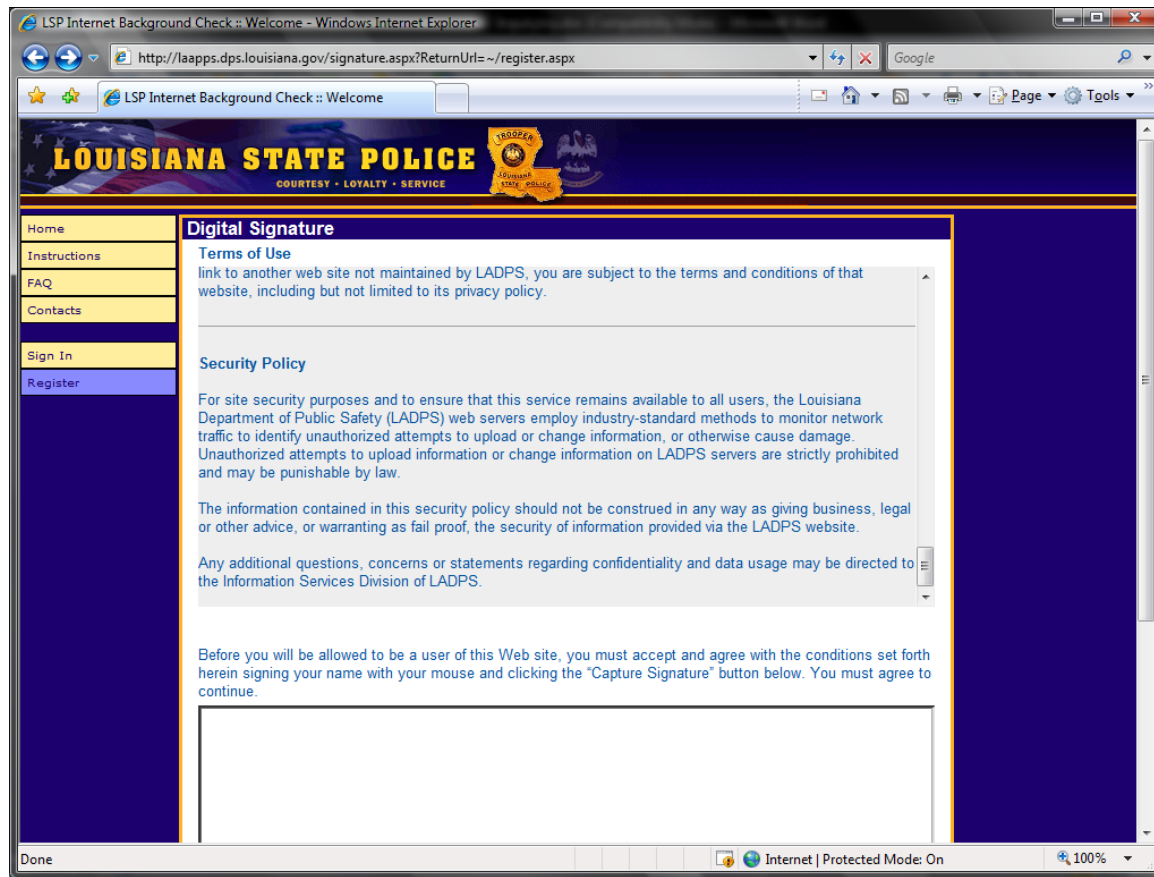 LSP Internet Background Check :: Welcome - Windows Internet Explorer
http://laapps.dps.louisiana.gov/signature.aspx?ReturnUrl=~/register.aspx
Google
LSP Internet Background Check :: Welcome
Page
Tools
LOUISIANA STATE POLICE
COURTESY • LOYALTY • SERVICE
TROOPER
LOUISIANA
STATE POLICE
Home
Instructions
FAQ
Contacts
Sign In
Register
Digital Signature
Terms of Use
link to another web site not maintained by LADPS, you are subject to the terms and conditions of that
website, including but not limited to its privacy policy.
Security Policy
For site security purposes and to ensure that this service remains available to all users, the Louisiana
Department of Public Safety (LADPS) web servers employ industry-standard methods to monitor network
traffic to identify unauthorized attempts to upload or change information, or otherwise cause damage.
Unauthorized attempts to upload information or change information on LADPS servers are strictly prohibited
and may be punishable by law.
The information contained in this security policy should not be construed in any way as giving business, legal
or other advice, or warranting as fail proof, the security of information provided via the LADPS website.
Any additional questions, concerns or statements regarding confidentiality and data usage may be directed to
the Information Services Division of LADPS.
Before you will be allowed to be a user of this Web site, you must accept and agree with the conditions set forth
herein signing your name with your mouse and clicking the “Capture Signature” button below. You must agree to
continue.
Done
Internet | Protected Mode: On
100%